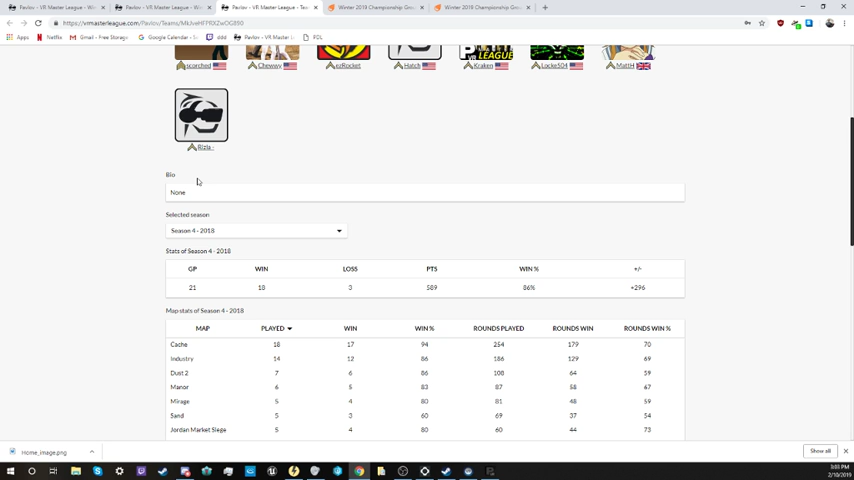 Pavlov - VR Master League - Win
Pavlov - VR Master League - Win
Pavlov - VR Master League - Tea
Winter 2019 Championship Grou
Winter 2018 Championship Grou
https://vrmasterleague.com/Pavlov/Teams/
Apps Netflix Gmail - Free Storage Google Calendar - ddd Pavlov - VR Master L FDL
scorched Chewwy ezRocket Hatch Kraken Locke504 MattH
LEAGUE
Rizla -
Bio
None
Selected season
Season 4 - 2018
Stats of Season 4 - 2018
GP WIN LOSS PTS WIN % +/-
21 18 3 589 86% +296
Map stats of Season 4 - 2018
MAP PLAYED WIN WIN % ROUNDS PLAYED ROUNDS WIN ROUNDS WIN %
Cache 18 17 94 254 179 70
Industry 14 12 86 186 129 69
Dust 2 7 6 86 108 64 59
Manor 6 5 83 87 58 67
Mirage 5 4 80 81 48 59
Sand 5 3 60 69 37 54
Jordan Market Siege 5 4 80 60 44 73
Home_image.png
Show all
3:03 PM
2/10/2019